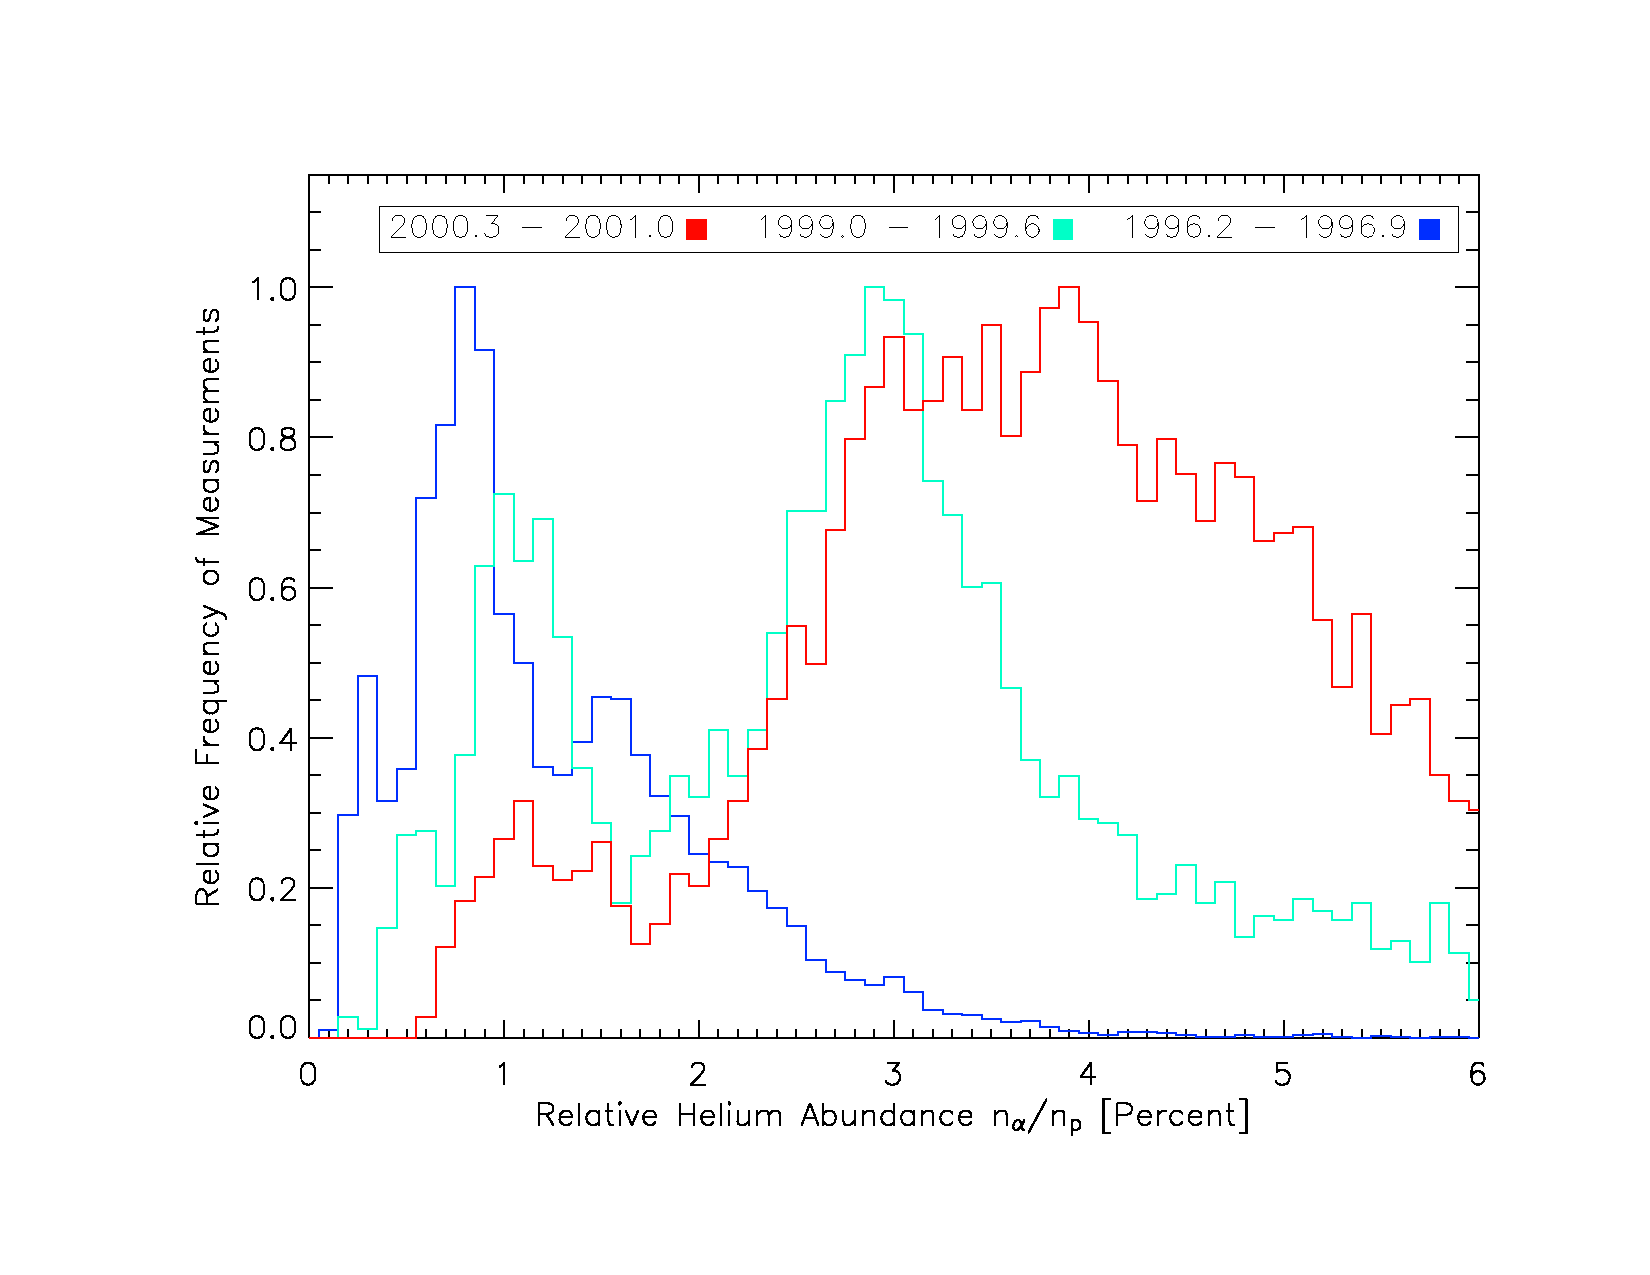 2000.3 − 2001.0 1999.0 − 1999.6 1996.2 − 1996.9
1.0
0.8
0.6
0.4
0.2
0.0
Relative Frequency of Measurements
0 1 2 3 4 5 6
Relative Helium Abundance nα/np [Percent]